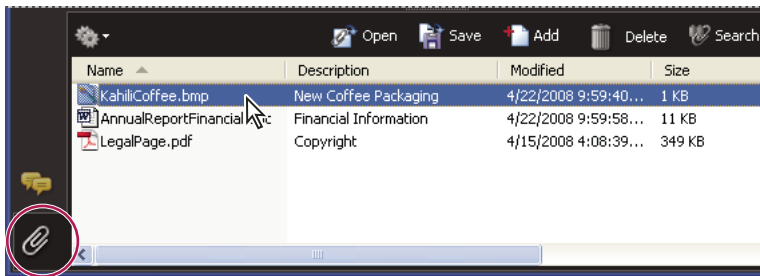 Open Save Add Delete Search
Name Description Modified Size
KahiliCoffee.bmp New Coffee Packaging 4/22/2008 9:59:40... 1 KB
AnnualReportFinancial Financial Information 4/22/2008 9:59:58... 11 KB
LegalPage.pdf Copyright 4/15/2008 4:08:39... 349 KB